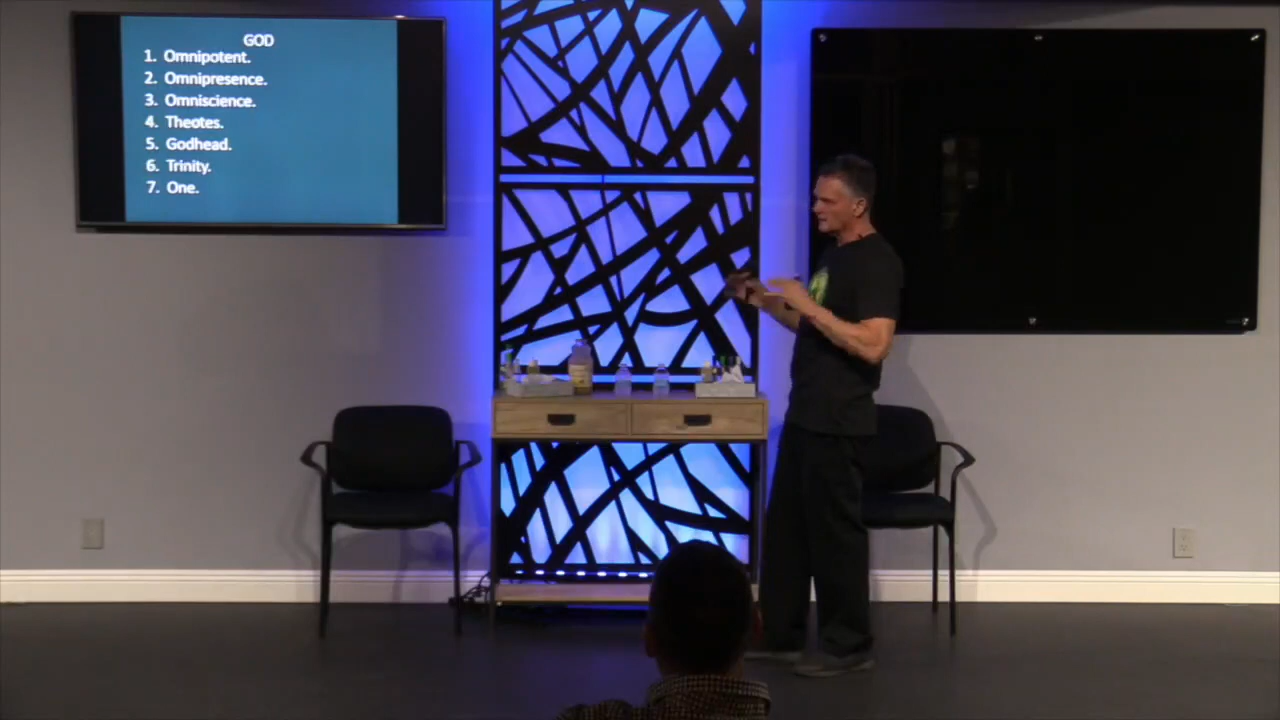 GOD
1. Omnipotent.
2. Omnipresence.
3. Omniscience.
4. Theotes.
5. Godhead.
6. Trinity.
7. One.